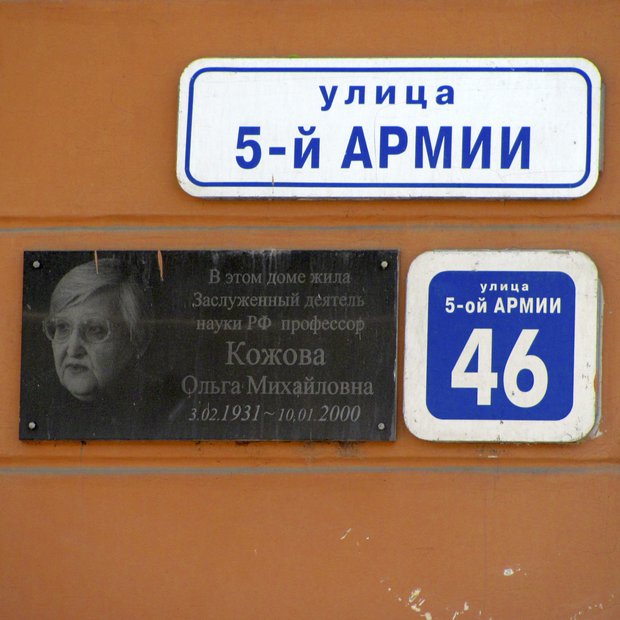 улица
5-й АРМИИ
В этом доме жила
Заслуженный деятель
науки РФ профессор
Кожова
Ольга Михайловна
3.02.1931~10.01.2000
улица
5-ой АРМИИ
46